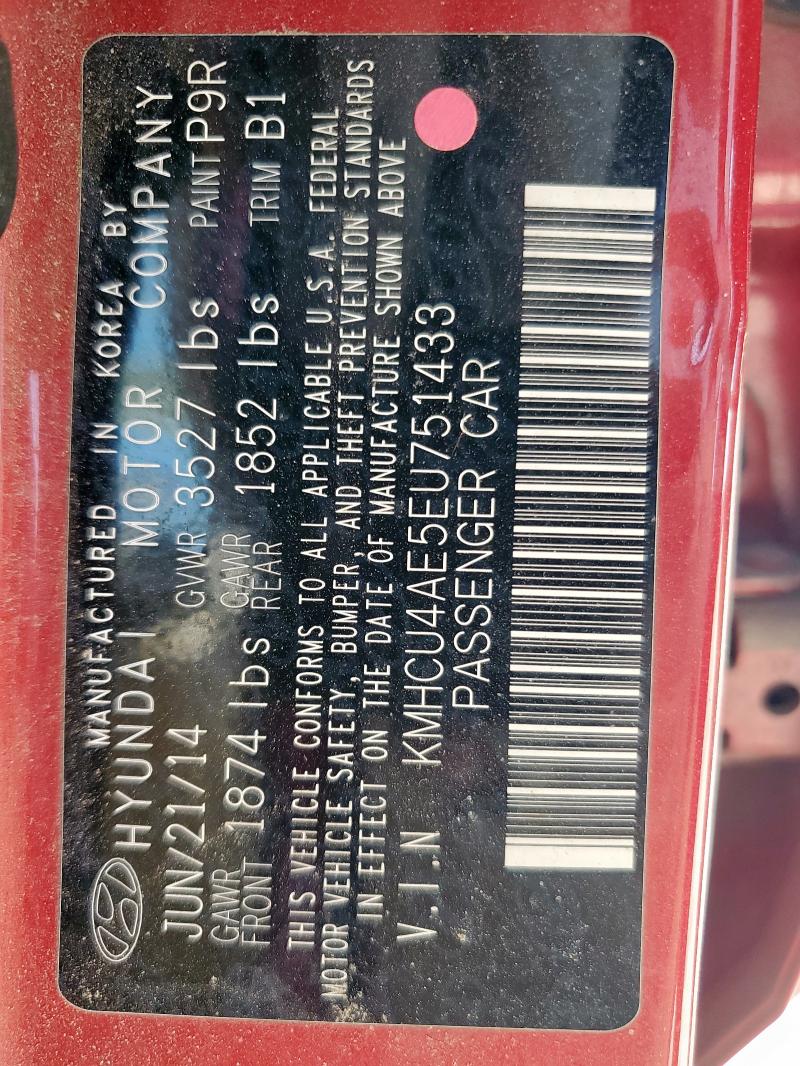 MANUFACTURED IN KOREA BY
HYUNDAI MOTOR COMPANY
JUN/21/14 GVWR 3527 lbs PAINT P9R
GAWR FRONT 1874 lbs GAWR REAR 1852 lbs TRIM B1
THIS VEHICLE CONFORMS TO ALL APPLICABLE U.S.A. FEDERAL
MOTOR VEHICLE SAFETY, BUMPER, AND THEFT PREVENTION STANDARDS
IN EFFECT ON THE DATE OF MANUFACTURE SHOWN ABOVE
V.I.N KMHCU4AE5EU751433
PASSENGER CAR